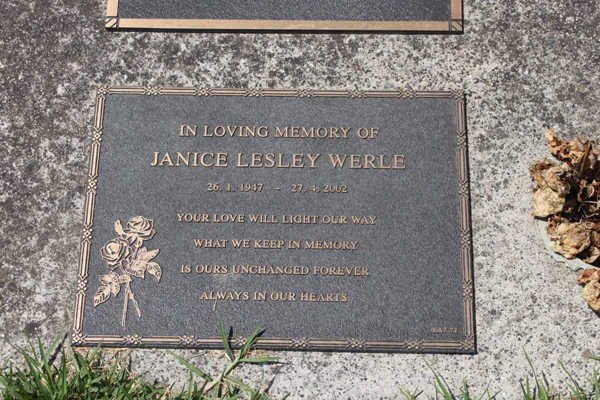 IN LOVING MEMORY OF
JANICE LESLEY WERLE
26. 1. 1947 – 27. 4. 2002
YOUR LOVE WILL LIGHT OUR WAY
WHAT WE KEEP IN MEMORY
IS OURS UNCHANGED FOREVER
ALWAYS IN OUR HEARTS